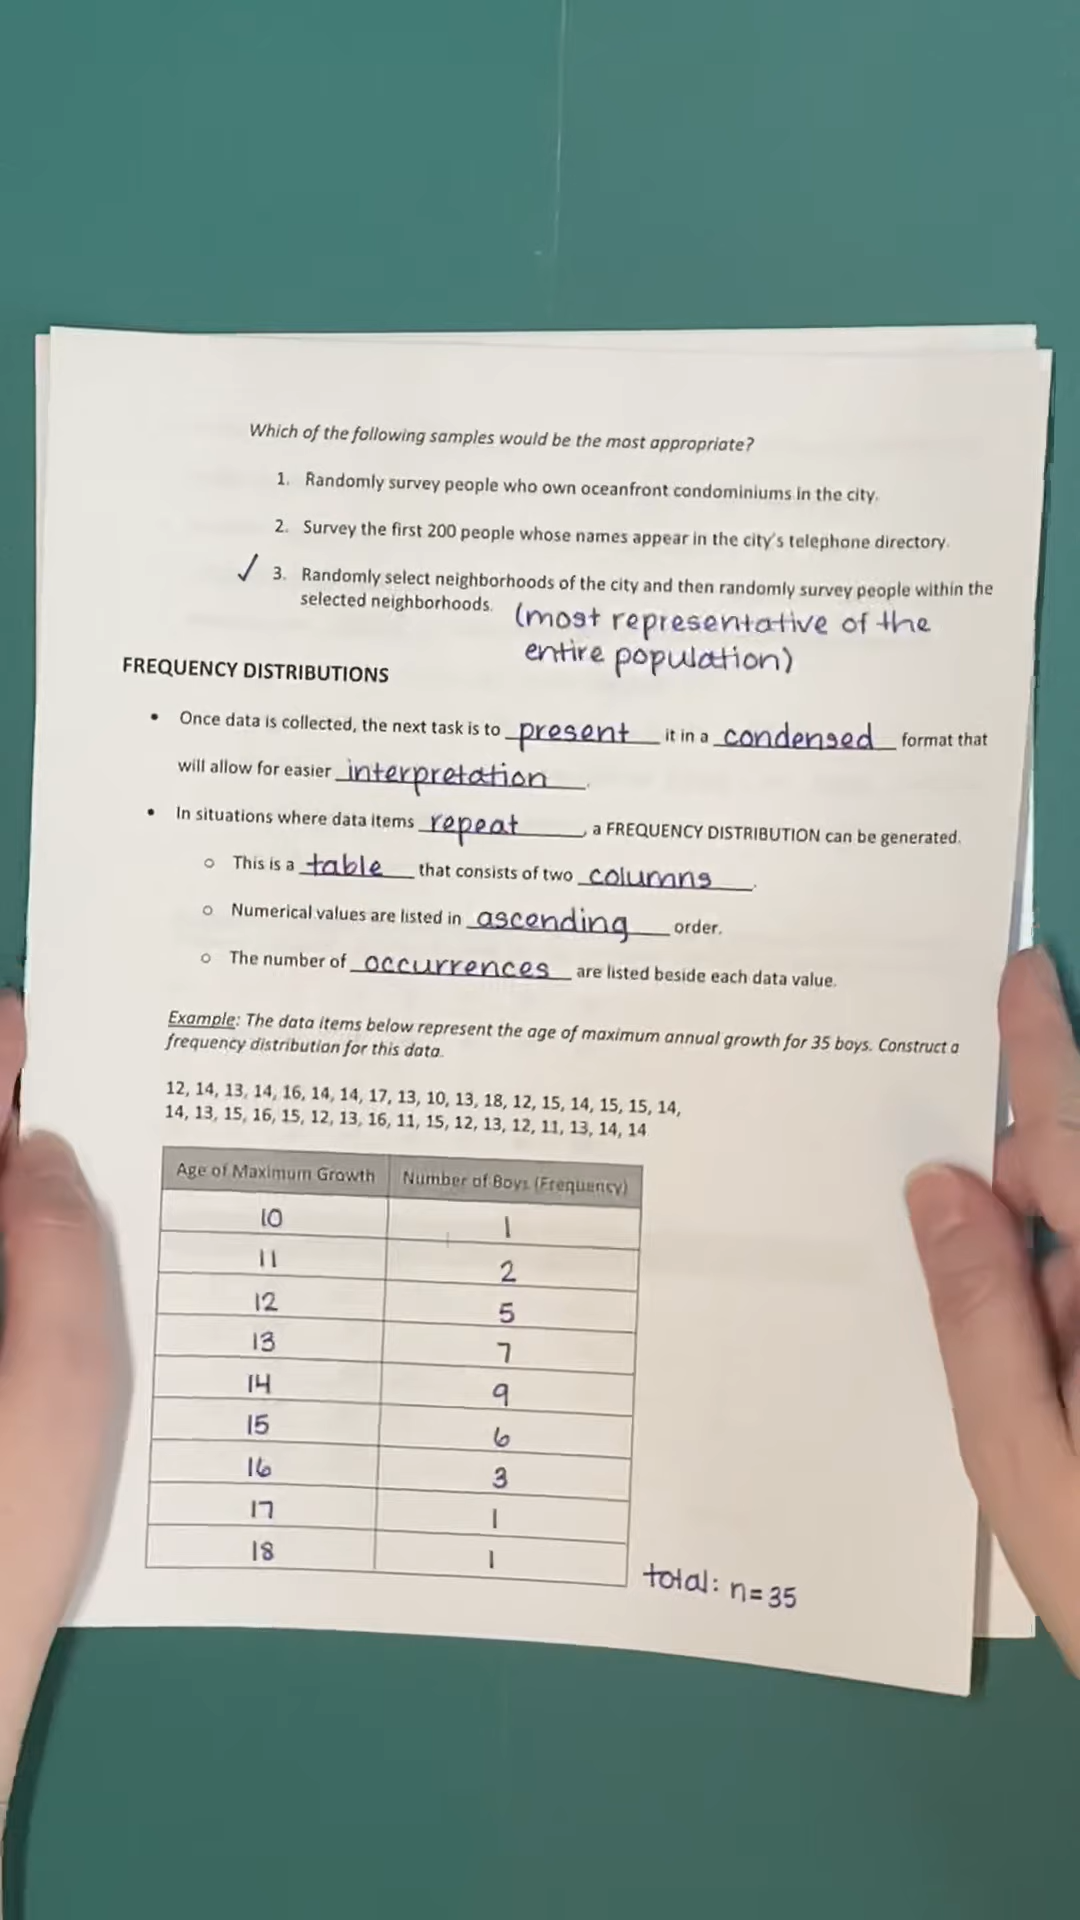 Which of the following samples would be the most appropriate?
1. Randomly survey people who own oceanfront condominiums in the city.
2. Survey the first 200 people whose names appear in the city's telephone directory.
✓ 3. Randomly select neighborhoods of the city and then randomly survey people within the
selected neighborhoods. (most representative of the
entire population)
FREQUENCY DISTRIBUTIONS
• Once data is collected, the next task is to present it in a condensed format that
will allow for easier interpretation.
• In situations where data items repeat, a FREQUENCY DISTRIBUTION can be generated.
o This is a table that consists of two columns.
o Numerical values are listed in ascending order.
o The number of occurrences are listed beside each data value.
Example: The data items below represent the age of maximum annual growth for 35 boys. Construct a
frequency distribution for this data.
12, 14, 13, 14, 16, 14, 14, 17, 13, 10, 13, 18, 12, 15, 14, 15, 15, 14,
14, 13, 15, 16, 15, 12, 13, 16, 11, 15, 12, 13, 12, 11, 13, 14, 14
Age of Maximum Growth Number of Boys (Frequency)
10 1
11 2
12 5
13 7
14 9
15 6
16 3
17 1
18 1
total: n=35